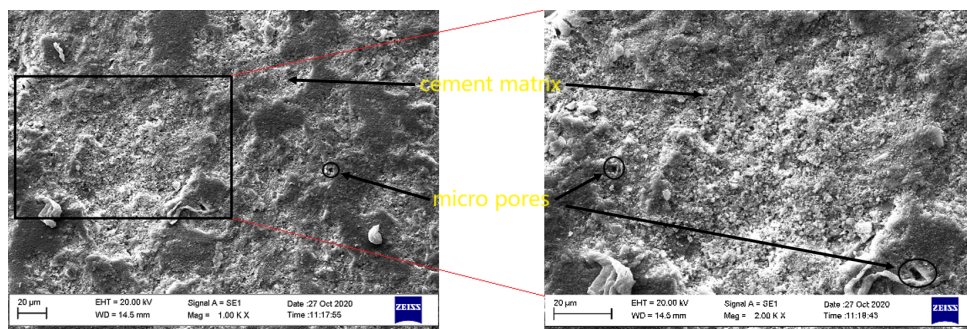 cement matrix
micro pores
20 µm
EHT = 20.00 kV
Signal A = SE1
Date :27 Oct 2020
WD = 14.5 mm
Mag = 1.00 K X
Time :11:17:55
ZEISS
20 µm
EHT = 20.00 kV
Signal A = SE1
Date :27 Oct 2020
WD = 14.5 mm
Mag = 2.00 K X
Time :11:18:43
ZEISS